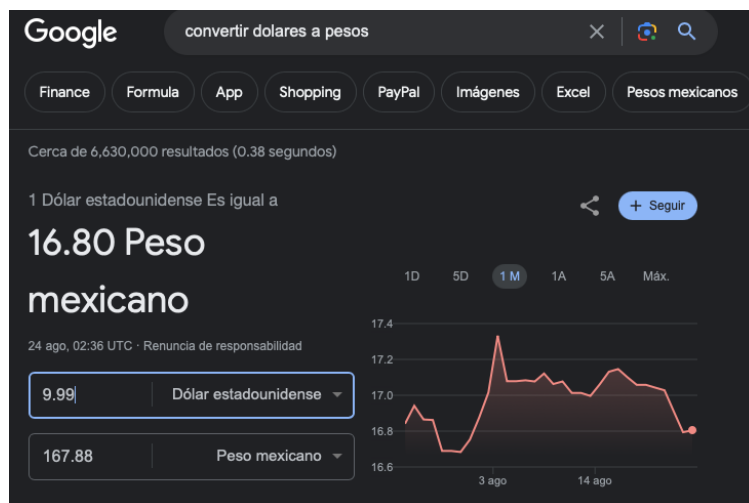 Google
convertir dolares a pesos
Finance Formula App Shopping PayPal Imágenes Excel Pesos mexicanos
Cerca de 6,630,000 resultados (0.38 segundos)
1 Dólar estadounidense Es igual a
+ Seguir
16.80 Peso
mexicano
24 ago, 02:36 UTC · Renuncia de responsabilidad
9.99 Dólar estadounidense
167.88 Peso mexicano
1D 5D 1 M 1A 5A Máx.
17.4
17.2
17.0
16.8
16.6
3 ago 14 ago